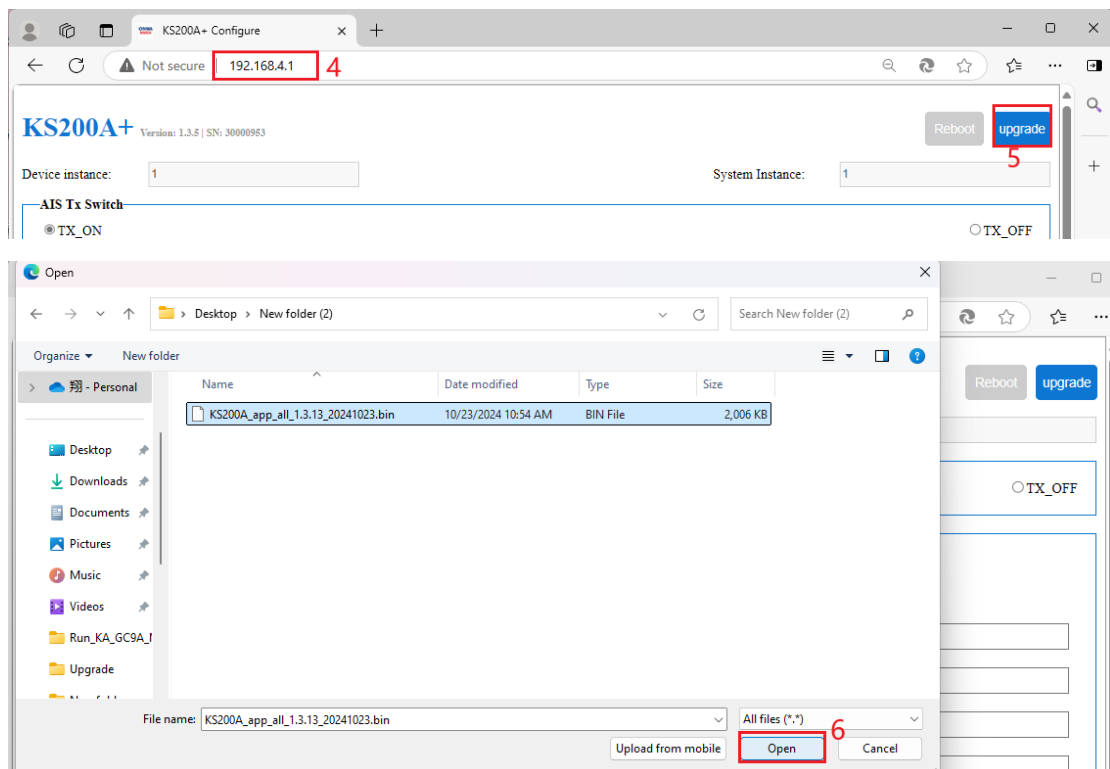 KS200A+ Configure
Not secure 192.168.4.1 4
KS200A+ Version: 1.3.5 | SN: 30000953 Reboot upgrade
5
Device instance: 1 System Instance: 1
AIS Tx Switch
TX_ON TX_OFF
Open
Desktop New folder (2) Search New folder (2)
Organize New folder
翔 - Personal Name Date modified Type Size Reboot upgrade
KS200A_app_all_1.3.13_20241023.bin 10/23/2024 10:54 AM BIN File 2,006 KB
Desktop
Downloads TX_OFF
Documents
Pictures
Music
Videos
Run_KA_GC9A_
Upgrade
File name: KS200A_app_all_1.3.13_20241023.bin All files (*.*) 6
Upload from mobile Open Cancel